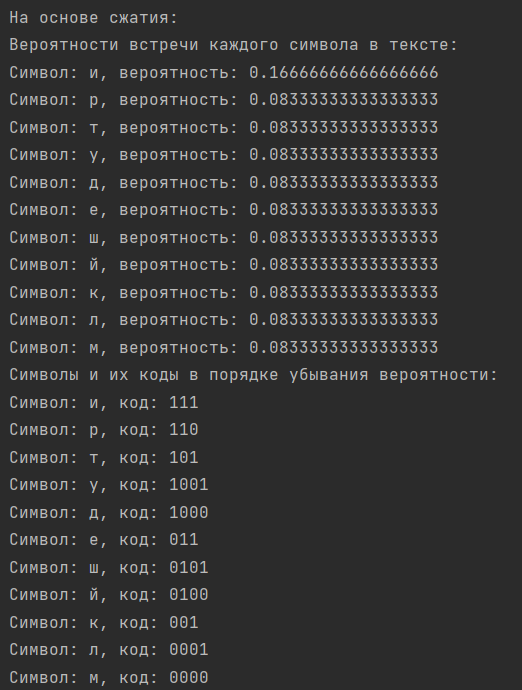 На основе сжатия:
Вероятности встречи каждого символа в тексте:
Символ: и, вероятность: 0.16666666666666666
Символ: р, вероятность: 0.08333333333333333
Символ: т, вероятность: 0.08333333333333333
Символ: у, вероятность: 0.08333333333333333
Символ: д, вероятность: 0.08333333333333333
Символ: е, вероятность: 0.08333333333333333
Символ: ш, вероятность: 0.08333333333333333
Символ: й, вероятность: 0.08333333333333333
Символ: к, вероятность: 0.08333333333333333
Символ: л, вероятность: 0.08333333333333333
Символ: м, вероятность: 0.08333333333333333
Символы и их коды в порядке убывания вероятности:
Символ: и, код: 111
Символ: р, код: 110
Символ: т, код: 101
Символ: у, код: 1001
Символ: д, код: 1000
Символ: е, код: 011
Символ: ш, код: 0101
Символ: й, код: 0100
Символ: к, код: 001
Символ: л, код: 0001
Символ: м, код: 0000